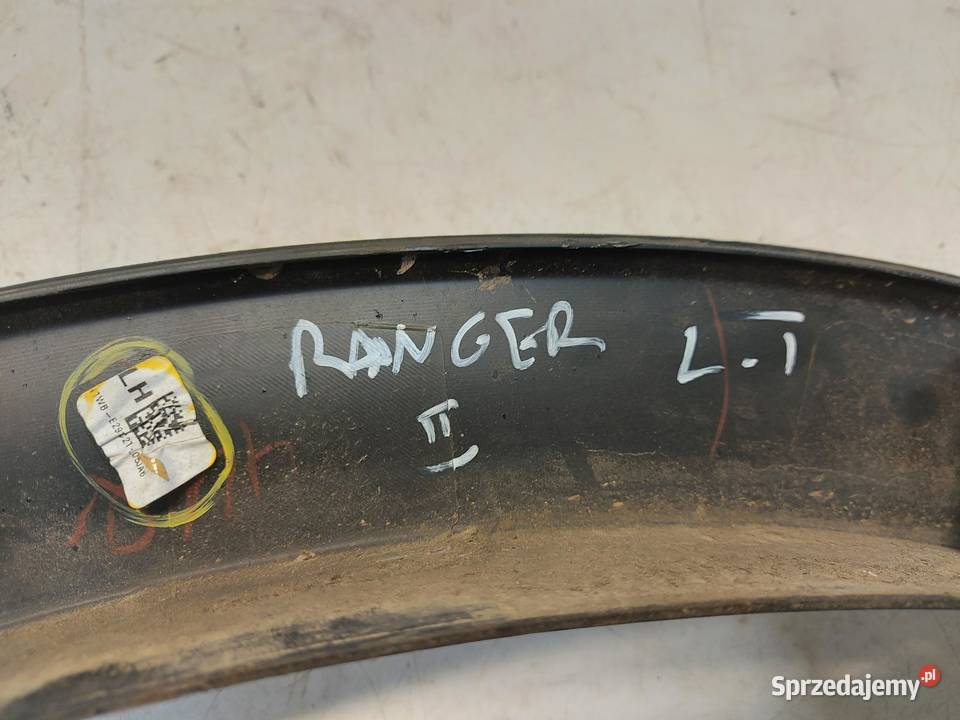 RANGER L.T
II
LH
Sprzedajemy.pl